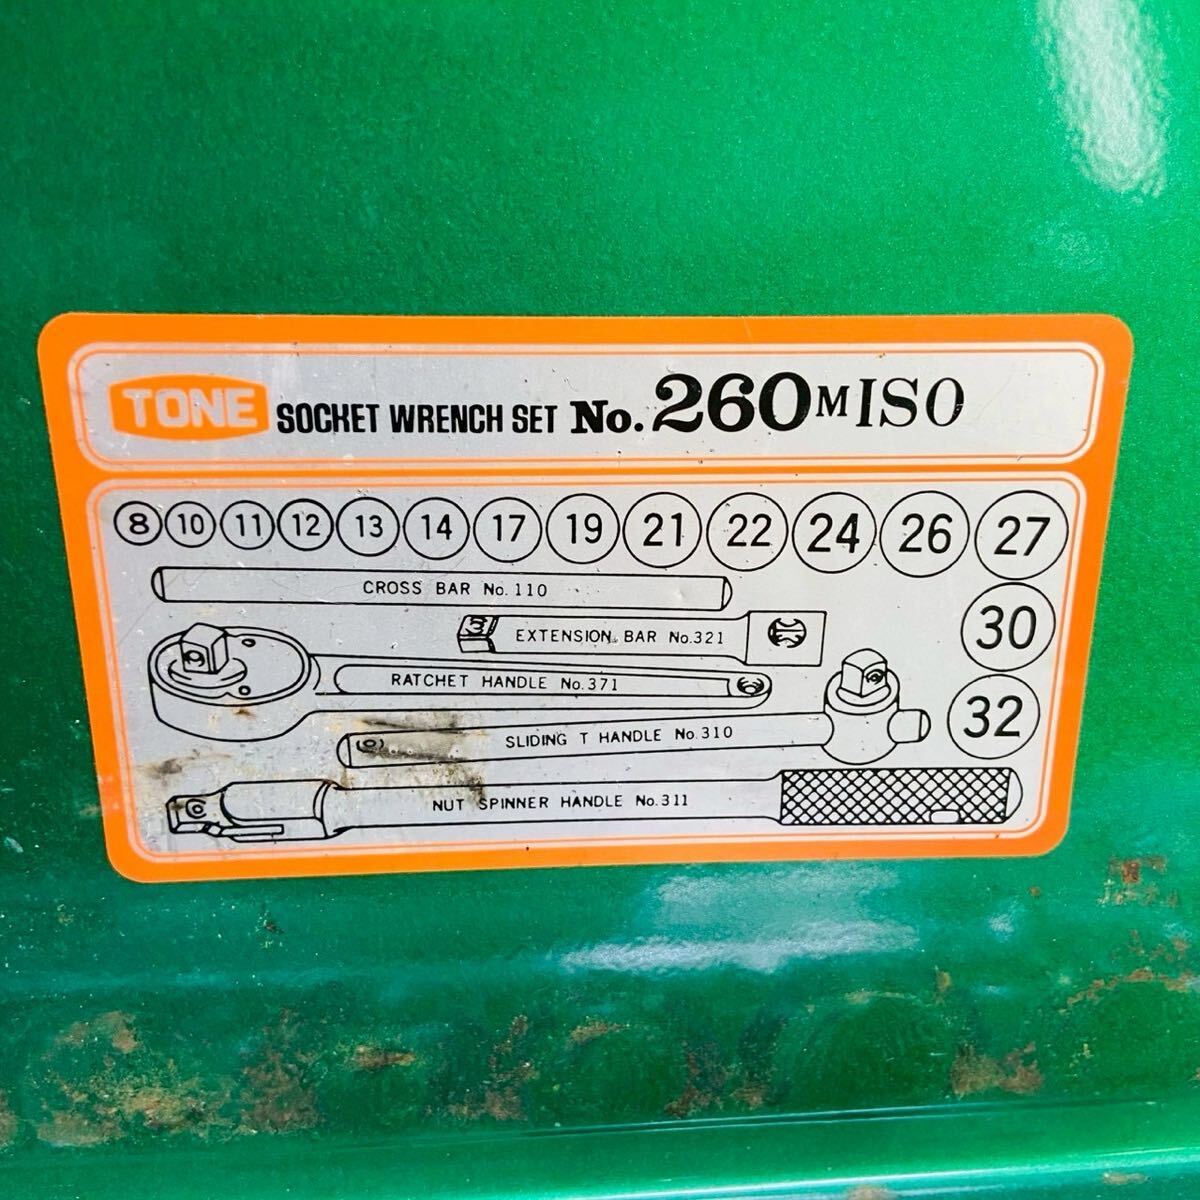 TONE SOCKET WRENCH SET No. 260M ISO
8 10 11 12 13 14 17 19 21 22 24 26 27
CROSS BAR No. 110
30
EXTENSION BAR No. 321
RATCHET HANDLE No. 371
32
SLIDING T HANDLE No. 310
NUT SPINNER HANDLE No. 311